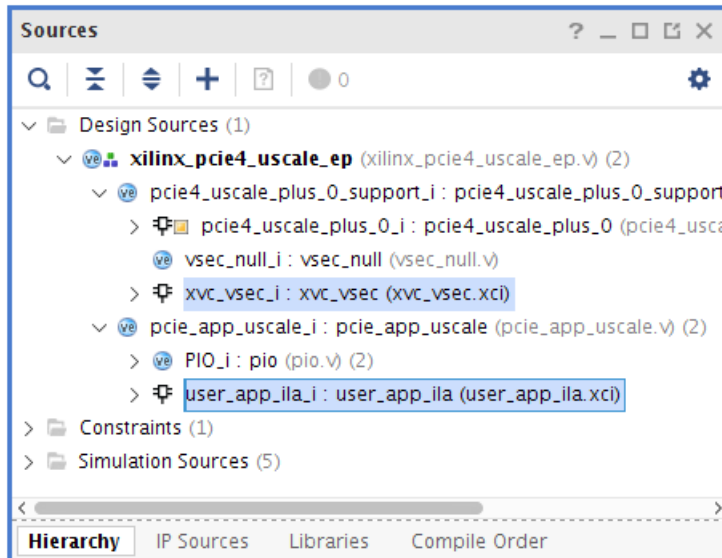 Sources
0
Design Sources (1)
xilinx_pcie4_uscale_ep (xilinx_pcie4_uscale_ep.v) (2)
pcie4_uscale_plus_0_support_i : pcie4_uscale_plus_0_support
pcie4_uscale_plus_0_i : pcie4_uscale_plus_0 (pcie4_usca
vsec_null_i : vsec_null (vsec_null.v)
xvc_vsec_i : xvc_vsec (xvc_vsec.xci)
pcie_app_uscale_i : pcie_app_uscale (pcie_app_uscale.v) (2)
PIO_i : pio (pio.v) (2)
user_app_ila_i : user_app_ila (user_app_ila.xci)
Constraints (1)
Simulation Sources (5)
Hierarchy IP Sources Libraries Compile Order